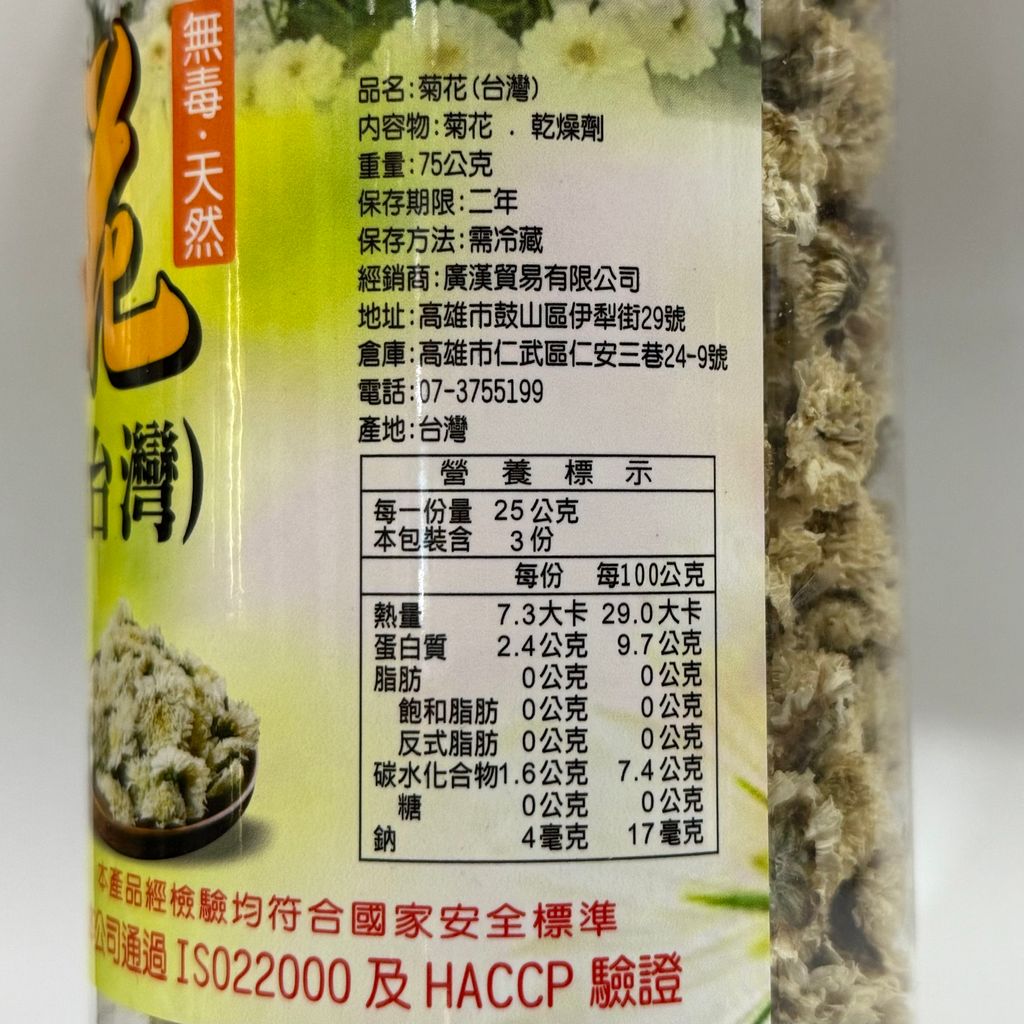 無毒·天然
花
台灣)
品名:菊花(台灣)
內容物:菊花 . 乾燥劑
重量:75公克
保存期限:二年
保存方法:需冷藏
經銷商:廣漢貿易有限公司
地址:高雄市鼓山區伊犁街29號
倉庫:高雄市仁武區仁安三巷24-9號
電話:07-3755199
產地:台灣
營養標示
每一份量 25公克
本包裝含 3份
每份 每100公克
熱量 7.3大卡 29.0大卡
蛋白質 2.4公克 9.7公克
脂肪 0公克 0公克
飽和脂肪 0公克 0公克
反式脂肪 0公克 0公克
碳水化合物1.6公克 7.4公克
糖 0公克 0公克
鈉 4毫克 17毫克
本產品經檢驗均符合國家安全標準
公司通過 ISO22000 及 HACCP 驗證